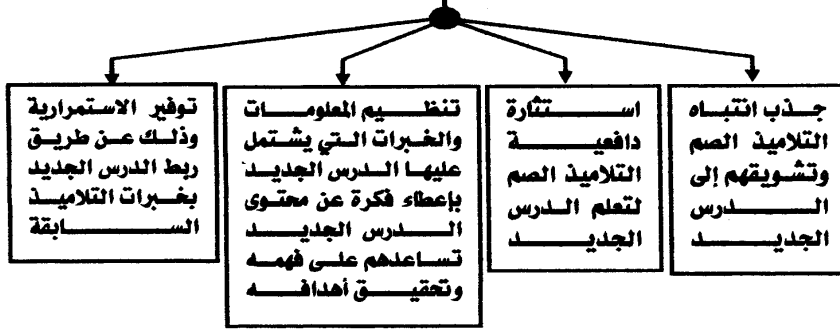 جذب انتباه
التلاميذ الصم
وتشويقهم إلى
الدرس
الجديد
استثارة
دافعية
التلاميذ الصم
لتعلم الدرس
الجديد
تنظيم المعلومات
والخبرات التي يشتمل
عليها الدرس الجديد
بإعطاء فكرة عن محتوى
الدرس الجديد
تساعدهم على فهمه
وتحقيق أهدافه
توفير الاستمرارية
وذلك عن طريق
ربط الدرس الجديد
بخبرات التلاميذ
السابقة